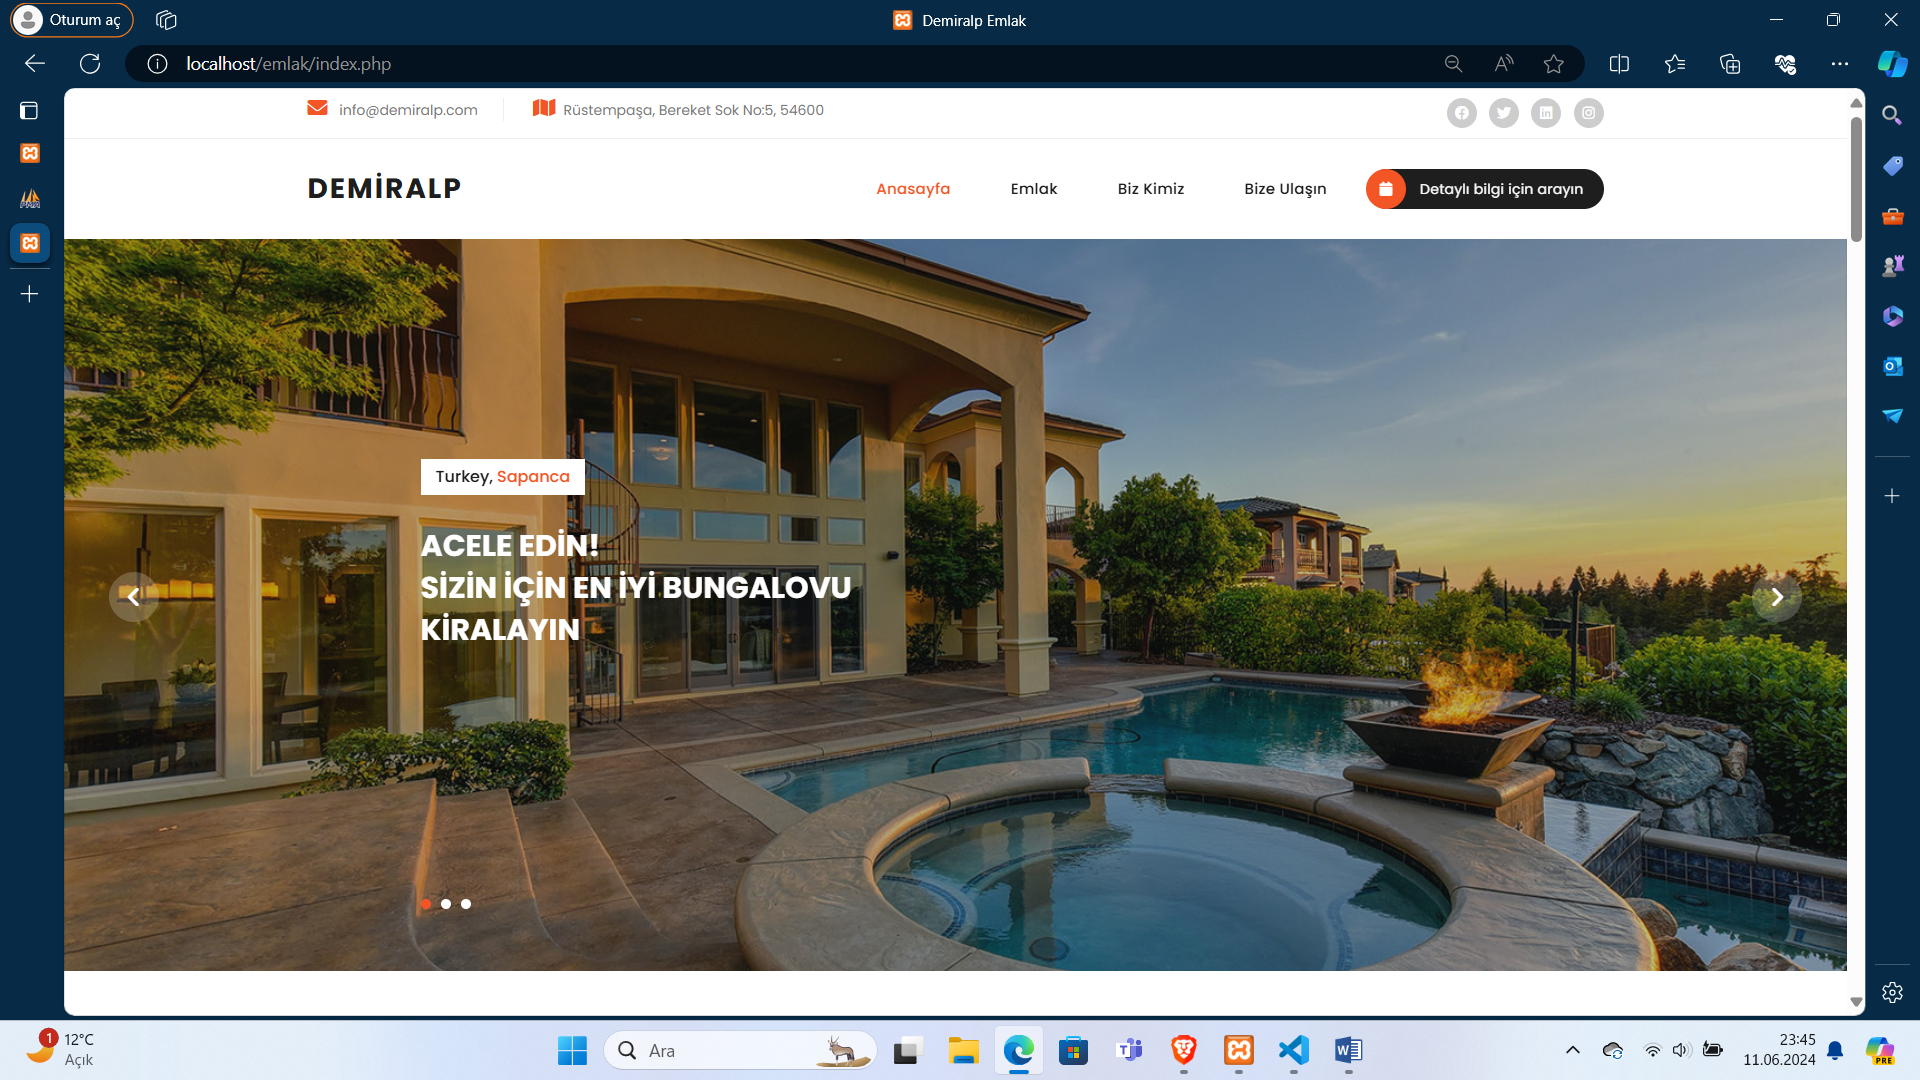 Oturum aç
Demiralp Emlak
localhost/emlak/index.php
info@demiralp.com
Rüstempaşa, Bereket Sok No:5, 54600
DEMİRALP
Anasayfa
Emlak
Biz Kimiz
Bize Ulaşın
Detaylı bilgi için arayın
Turkey, Sapanca
ACELE EDİN!
SİZİN İÇİN EN İYİ BUNGALOVU
KİRALAYIN
1
12°C
Açık
Ara
23:45
11.06.2024
PRE